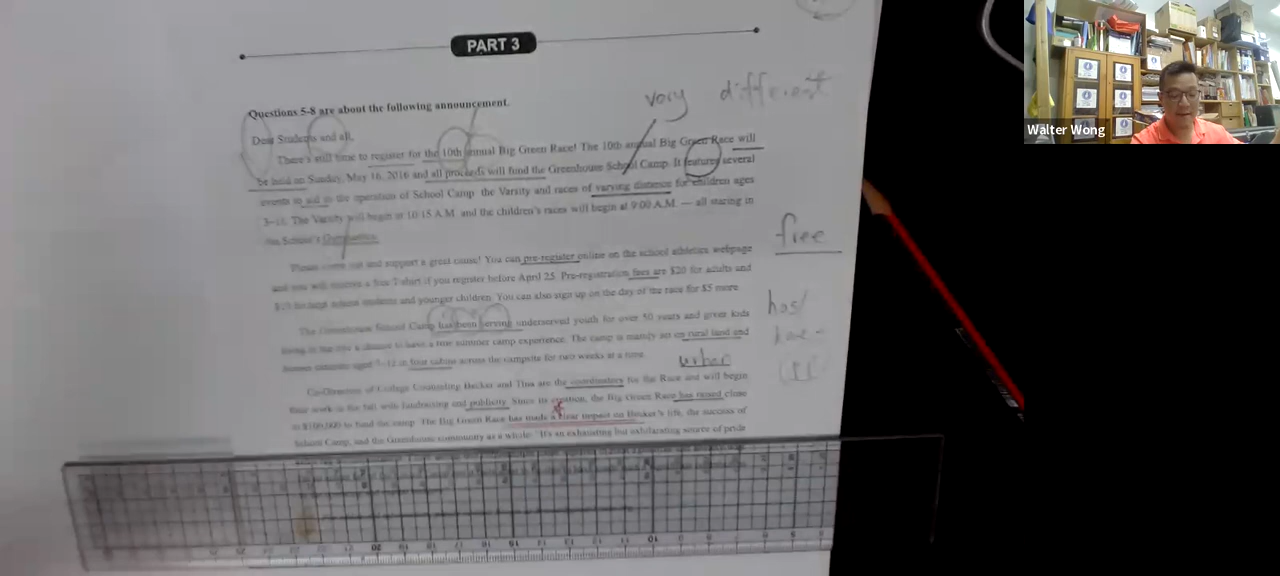 PART 3
Questions 5-8 are about the following announcement.
very different
Dear Students and all,
There's still time to register for the 10th annual Big Green Race! The 10th annual Big Green Race will
be held on Sunday, May 16, 2016 and all proceeds will fund the Greenhouse School Camp. It features several
events to aid in the operation of School Camp: the Varsity and races of varying distance for children ages
3-11. The Varsity will begin at 10:15 A.M. and the children's races will begin at 9:00 A.M. — all staring in
the School's
free
Please come out and support a great cause! You can pre-register online on the school athletics webpage
and you will receive a free T-shirt if you register before April 25. Pre-registration fees are $20 for adults and
for high school students and younger children. You can also sign up on the day of the race for $5 more.
has/
have -
The Greenhouse School Camp has been serving underserved youth for over 50 years and gives kids
living in the city a chance to have a true summer camp experience. The camp is mainly set on rural land and
houses campers aged 7-12 in four cabins across the campsite for two weeks at a time.
urban
Co-Directors of College Counseling Becker and Tina are the coordinators for the Race and will begin
their work in the fall with fundraising and publicity. Since its creation, the Big Green Race has raised close
to $100,000 to fund the camp. The Big Green Race has made a clear impact on Becker's life, the success of
School Camp, and the Greenhouse community as a whole. "It's an exhausting but exhilarating source of pride
Walter Wong